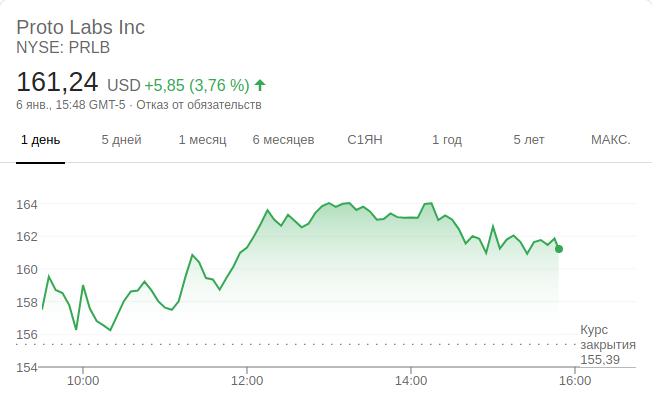 Proto Labs Inc
NYSE: PRLB
161,24 USD +5,85 (3,76 %)
6 янв., 15:48 GMT-5 · Отказ от обязательств
1 день 5 дней 1 месяц 6 месяцев С1ЯН 1 год 5 лет МАКС.
164
162
160
158
156
Курс
закрытия
155,39
154
10:00 12:00 14:00 16:00